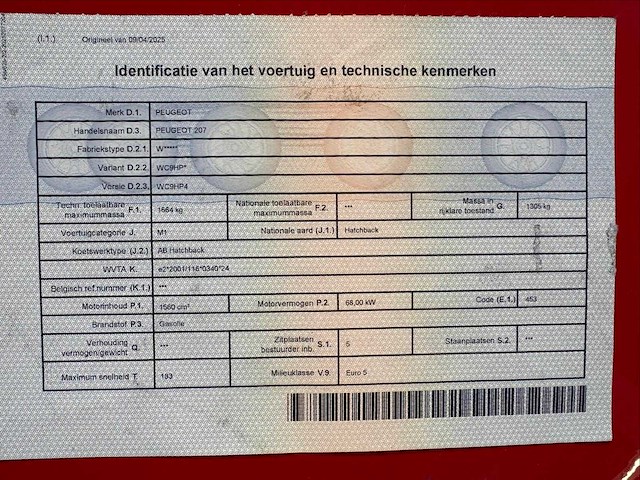 (I.1.) Origineel van 09/04/2025
Identificatie van het voertuig en technische kenmerken
Merk D.1. PEUGEOT
Handelsnaam D.3. PEUGEOT 207
Fabriekstype D.2.1. W*****
Variant D.2.2. WC9HP*
Versie D.2.3. WC9HP4
Techn. toelaatbare maximummassa F.1. 1664 kg Nationale toelaatbare maximummassa F.2. *** Massa in rijklare toestand G. 1305 kg
Voertuigcategorie J. M1 Nationale aard (J.1.) Hatchback
Koetswerktype (J.2.) AB Hatchback
WVTA K. e2*2001/116*0340*24
Belgisch ref.nummer (K.1.) ***
Motorinhoud P.1. 1560 cm³ Motorvermogen P.2. 68,00 kW Code (E.1.) 453
Brandstof P.3. Gasolie
Verhouding vermogen/gewicht Q. *** Zitplaatsen bestuurder inb. S.1. 5 Staanplaatsen S.2. ***
Maximum snelheid T. 183 Milieuklasse V.9. Euro 5